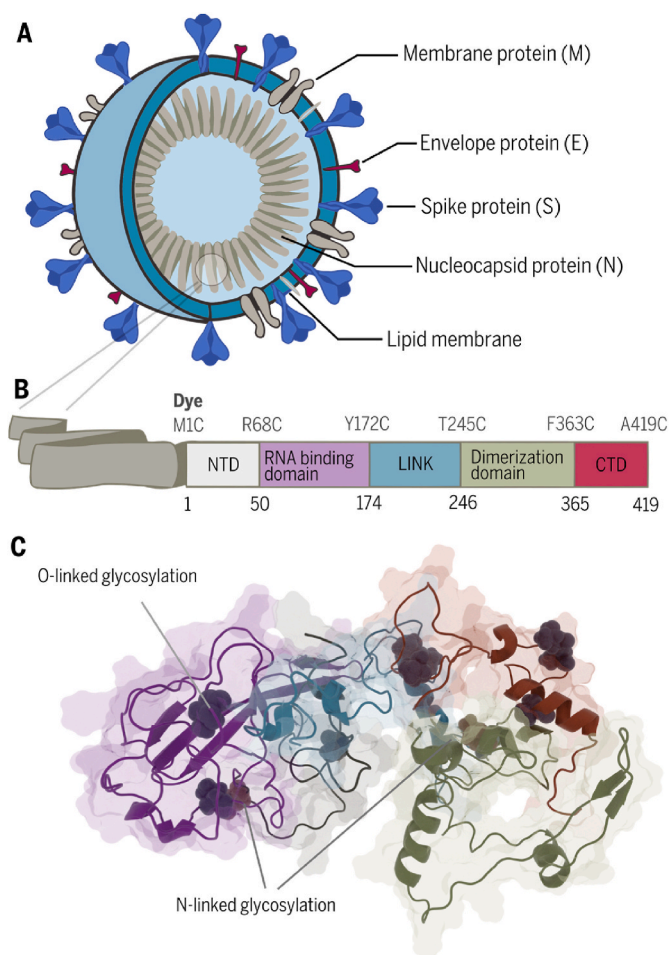 A
Membrane protein (M)
Envelope protein (E)
Spike protein (S)
Nucleocapsid protein (N)
Lipid membrane
B
Dye
M1C R68C Y172C T245C F363C A419C
NTD RNA binding domain LINK Dimerization domain CTD
1 50 174 246 365 419
C
O-linked glycosylation
N-linked glycosylation